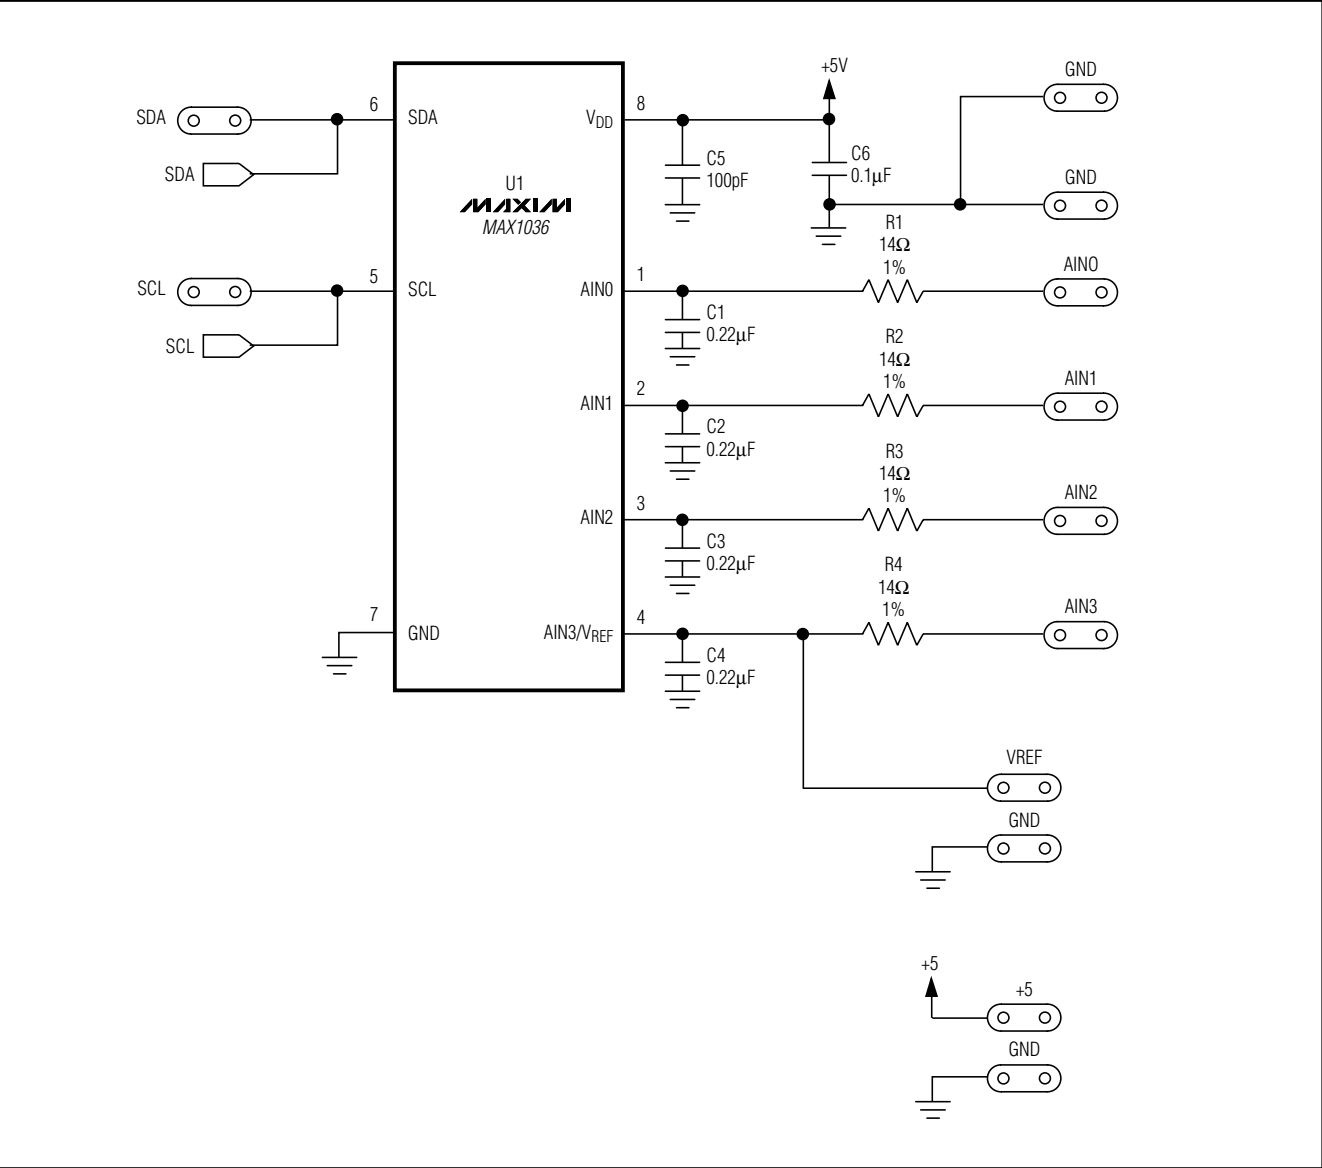 SDA
SDA
6
SDA
SCL
SCL
5
SCL
7
GND
U1
MAXIM
MAX1036
VDD
8
C5
100pF
+5V
C6
0.1μF
GND
GND
AIN0
1
C1
0.22μF
R1
14Ω
1%
AIN0
AIN1
2
C2
0.22μF
R2
14Ω
1%
AIN1
AIN2
3
C3
0.22μF
R3
14Ω
1%
AIN2
AIN3/VREF
4
C4
0.22μF
R4
14Ω
1%
AIN3
VREF
GND
+5
+5
GND